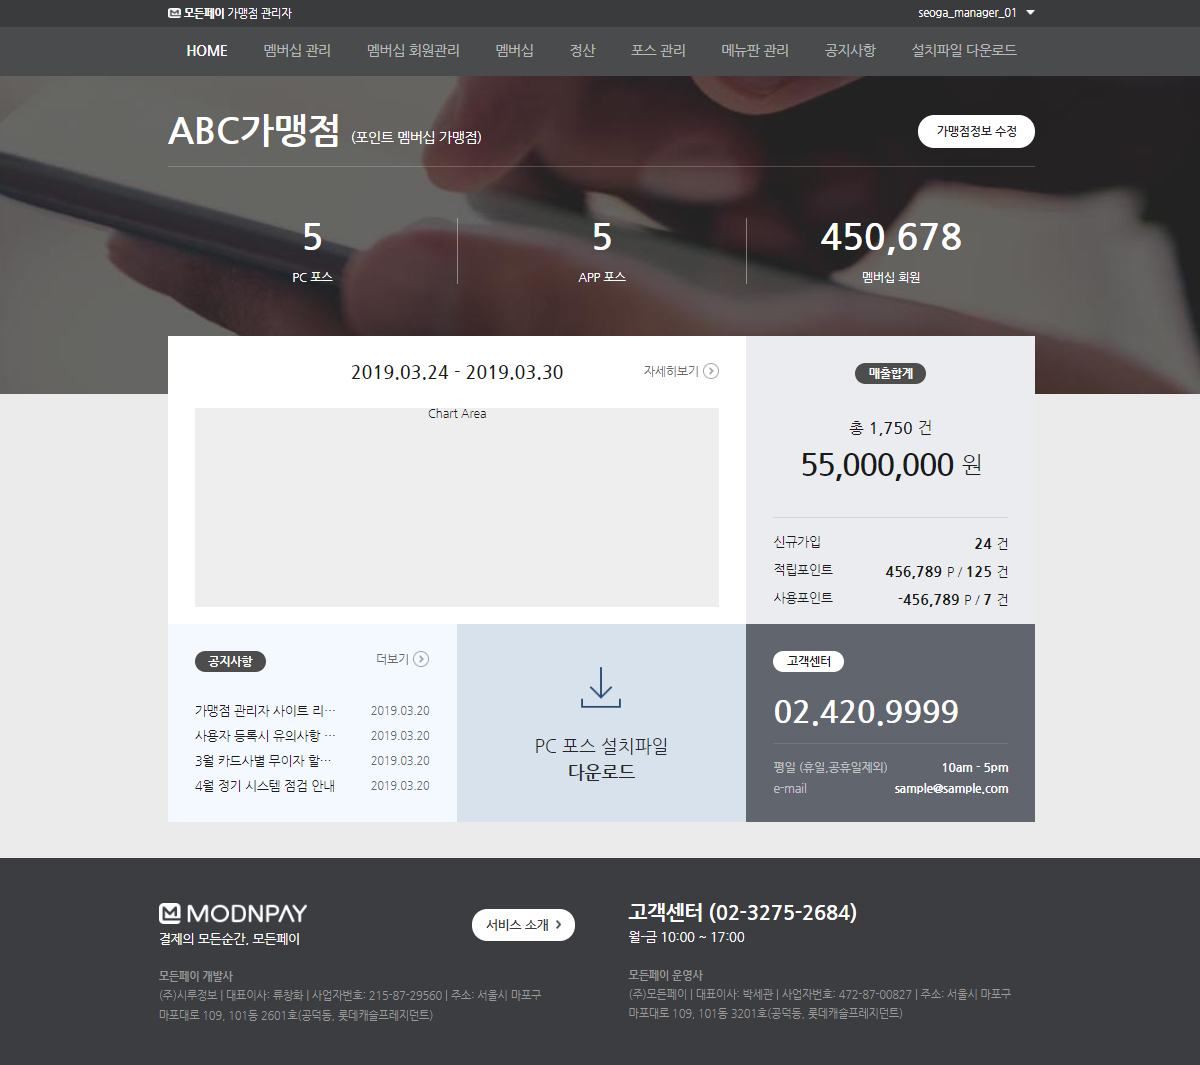 모든페이 가맹점 관리자
seoga_manager_01
HOME 멤버십 관리 멤버십 회원관리 멤버십 정산 포스 관리 메뉴판 관리 공지사항 설치파일 다운로드
ABC가맹점 (포인트 멤버십 가맹점)
가맹점정보 수정
5
PC 포스
5
APP 포스
450,678
멤버십 회원
2019.03.24 - 2019.03.30
자세히보기
Chart Area
매출합계
총 1,750 건
55,000,000 원
신규가입 24 건
적립포인트 456,789 P / 125 건
사용포인트 -456,789 P / 7 건
공지사항
더보기
가맹점 관리자 사이트 리… 2019.03.20
사용자 등록시 유의사항 … 2019.03.20
3월 카드사별 무이자 할… 2019.03.20
4월 정기 시스템 점검 안내 2019.03.20
PC 포스 설치파일
다운로드
고객센터
02.420.9999
평일 (휴일,공휴일제외) 10am - 5pm
e-mail sample@sample.com
MODNPAY
결제의 모든순간, 모든페이
서비스 소개
모든페이 개발사
(주)시루정보 | 대표이사: 류창화 | 사업자번호: 215-87-29560 | 주소: 서울시 마포구
마포대로 109, 101동 2601호(공덕동, 롯데캐슬프레지던트)
고객센터 (02-3275-2684)
월-금 10:00 ~ 17:00
모든페이 운영사
(주)모든페이 | 대표이사: 박세관 | 사업자번호: 472-87-00827 | 주소: 서울시 마포구
마포대로 109, 101동 3201호(공덕동, 롯데캐슬프레지던트)